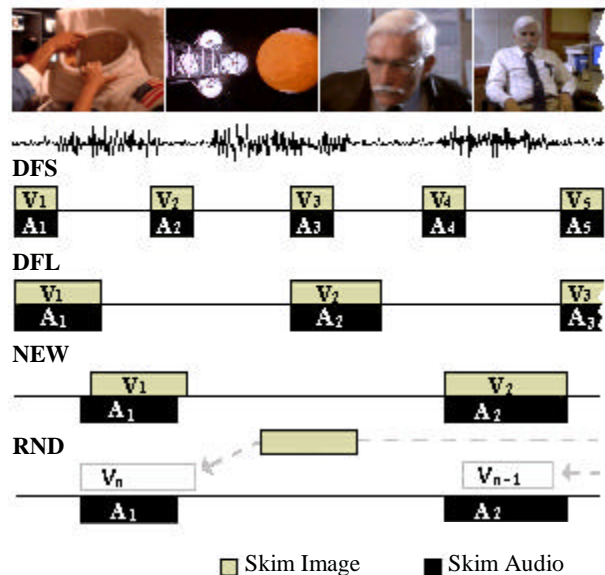 DFS
V1 V2 V3 V4 V5
A1 A2 A3 A4 A5
DFL
V1 V2 V3
A1 A2 A3
NEW
V1 V2
A1 A2
RND
Vn Vn-1
A1 A2
Skim Image Skim Audio